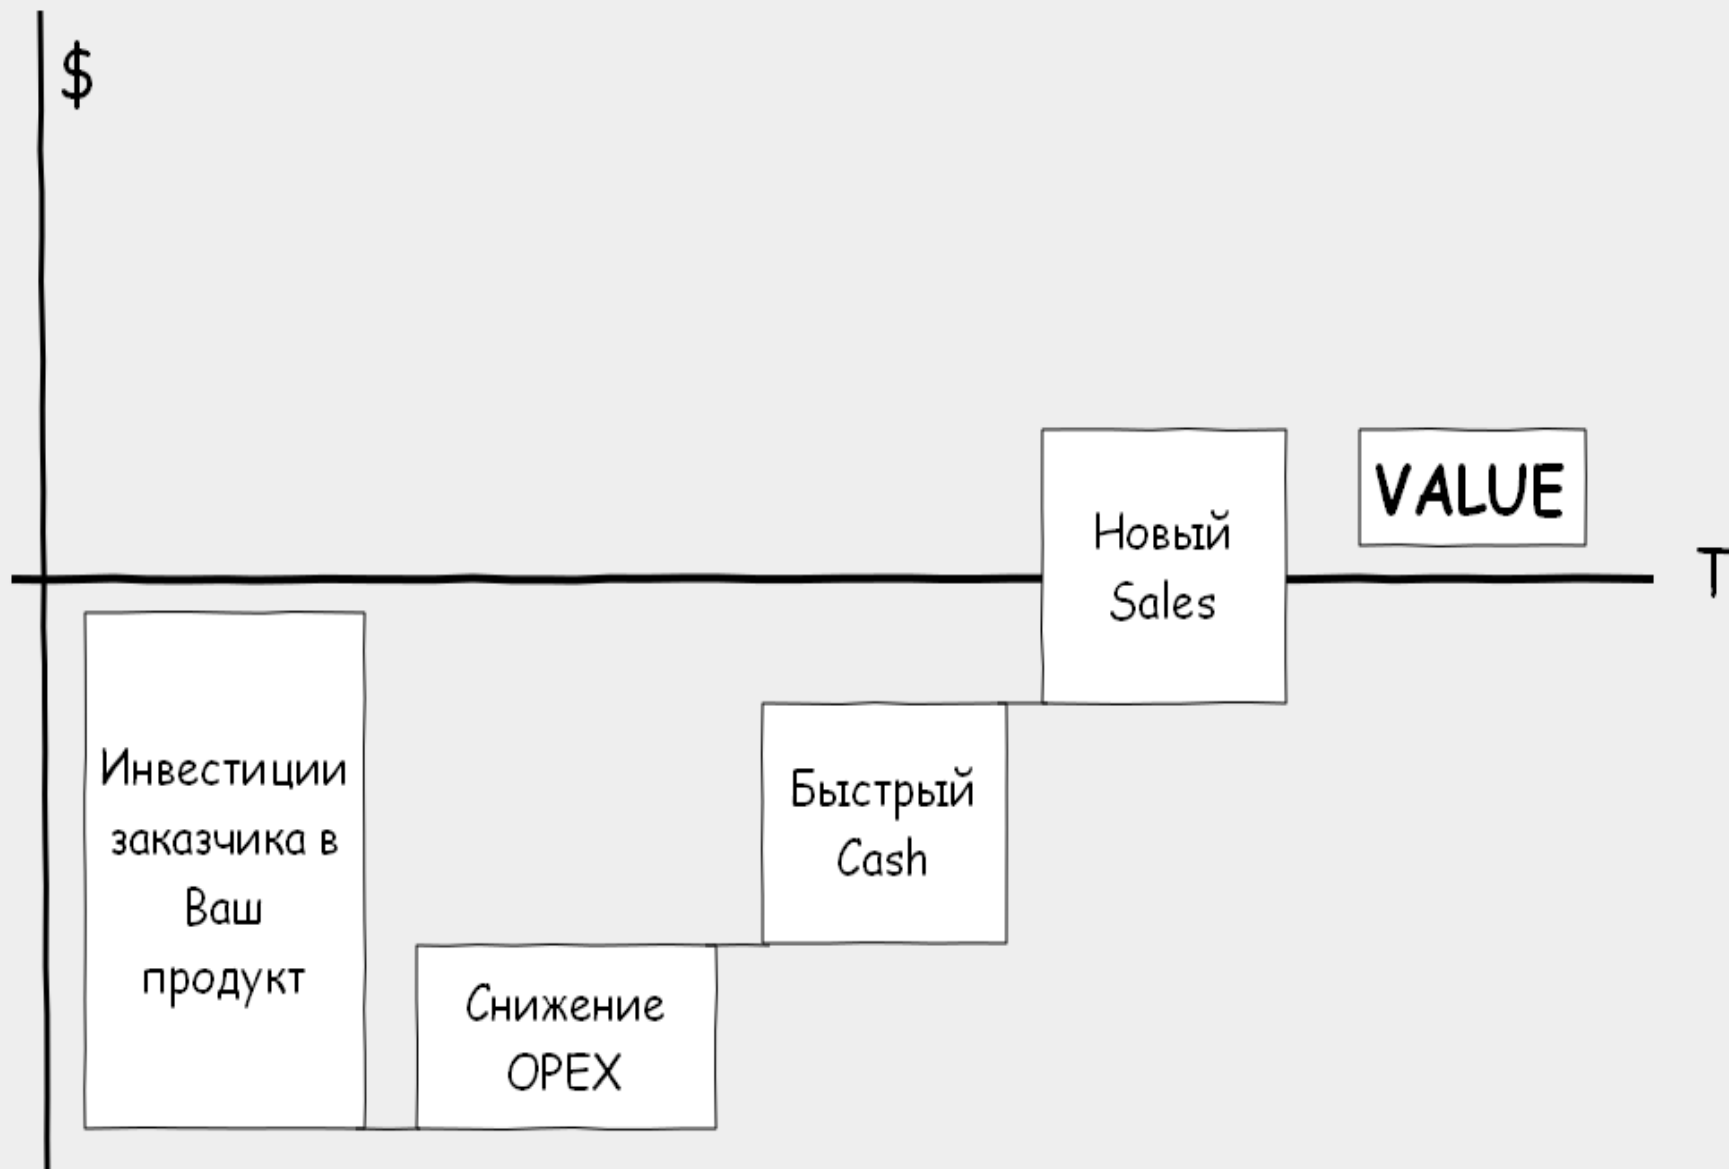 $
VALUE
Новый
Sales
T
Инвестиции
заказчика в
Ваш
продукт
Быстрый
Cash
Снижение
OPEX